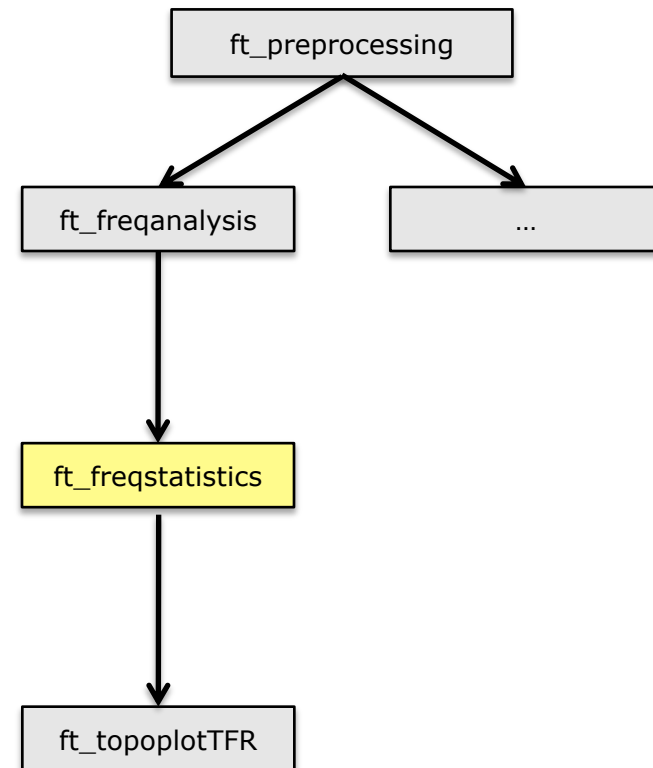 ft_preprocessing
ft_freqanalysis
…
ft_freqstatistics
ft_topoplotTFR